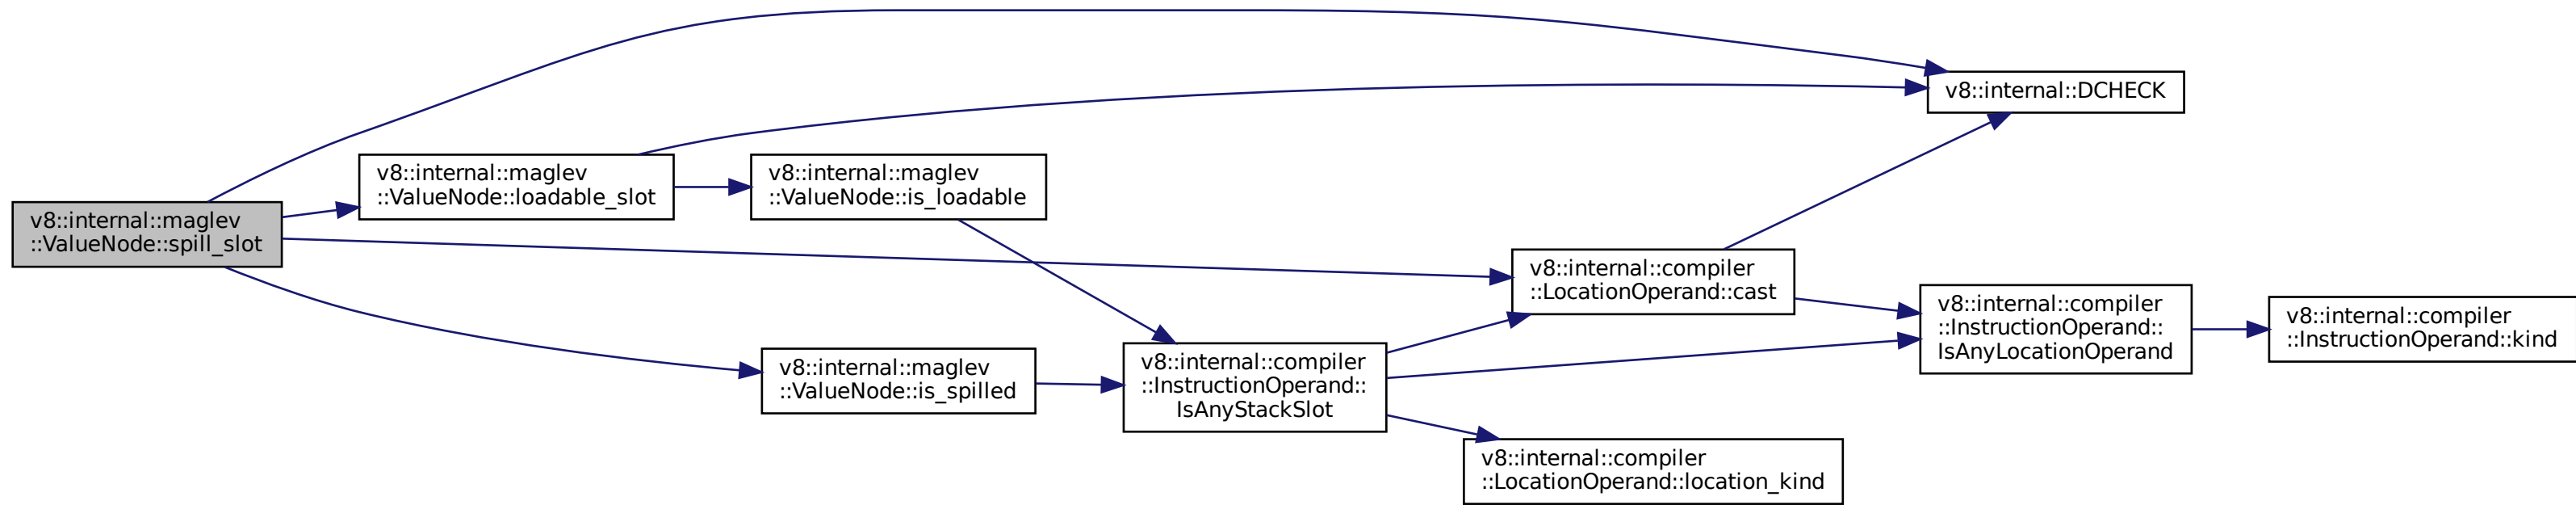 v8::internal::maglev
::ValueNode::spill_slot
v8::internal::maglev
::ValueNode::loadable_slot
v8::internal::maglev
::ValueNode::is_loadable
v8::internal::maglev
::ValueNode::is_spilled
v8::internal::compiler
::InstructionOperand::
IsAnyStackSlot
v8::internal::compiler
::LocationOperand::cast
v8::internal::compiler
::LocationOperand::location_kind
v8::internal::DCHECK
v8::internal::compiler
::InstructionOperand::
IsAnyLocationOperand
v8::internal::compiler
::InstructionOperand::kind